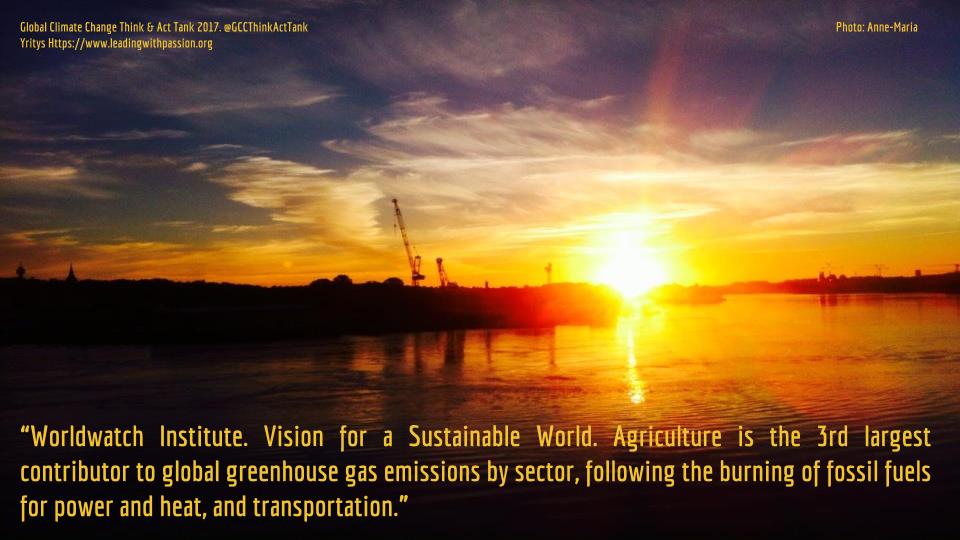 Global Climate Change Think & Act Tank 2017. @GCCThinkActTank
Yritys Https://www.leadingwithpassion.org
Photo: Anne-Maria
“Worldwatch Institute. Vision for a Sustainable World. Agriculture is the 3rd largest
contributor to global greenhouse gas emissions by sector, following the burning of fossil fuels
for power and heat, and transportation.”